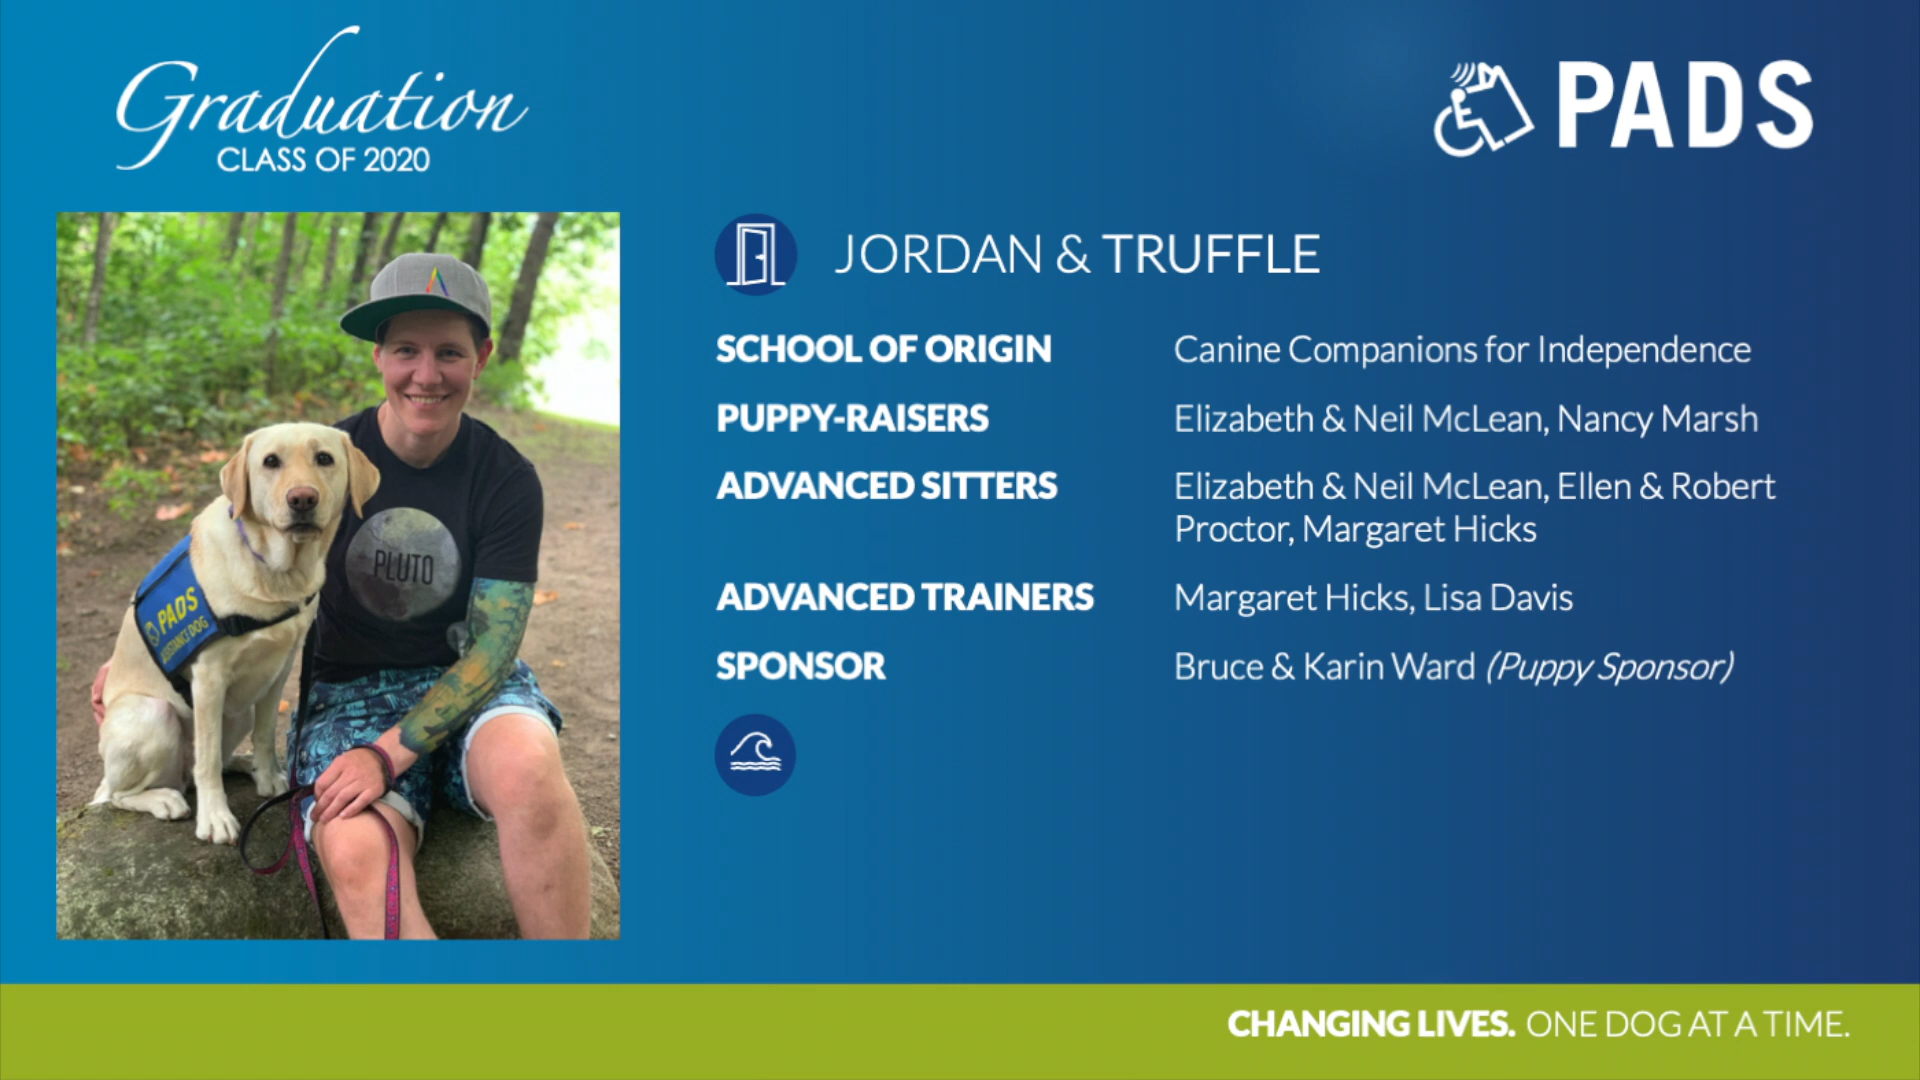 Graduation
CLASS OF 2020
PADS
JORDAN & TRUFFLE
SCHOOL OF ORIGIN
Canine Companions for Independence
PUPPY-RAISERS
Elizabeth & Neil McLean, Nancy Marsh
ADVANCED SITTERS
Elizabeth & Neil McLean, Ellen & Robert
Proctor, Margaret Hicks
ADVANCED TRAINERS
Margaret Hicks, Lisa Davis
SPONSOR
Bruce & Karin Ward (Puppy Sponsor)
PLUTO
PADS
ASSISTANCE DOG
CHANGING LIVES. ONE DOG AT A TIME.